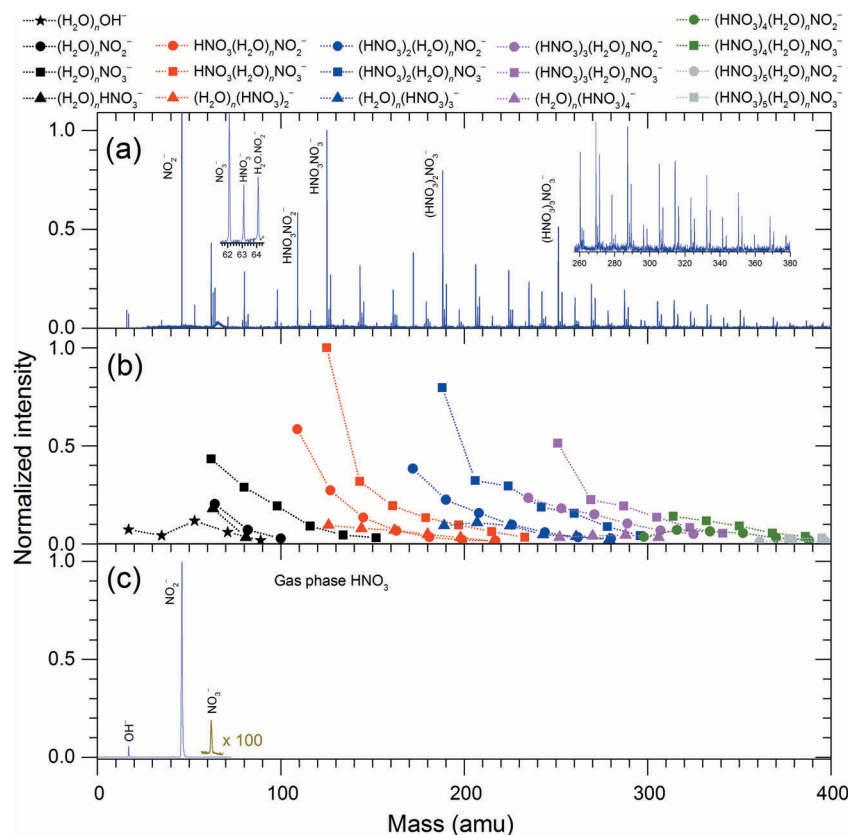 (H₂O)ₙOH⁻ (HNO₃)₄(H₂O)ₙNO₂⁻
(H₂O)ₙNO₂⁻ HNO₃(H₂O)ₙNO₂⁻ (HNO₃)₂(H₂O)ₙNO₂⁻ (HNO₃)₃(H₂O)ₙNO₂⁻ (HNO₃)₄(H₂O)ₙNO₃⁻
(H₂O)ₙNO₃⁻ HNO₃(H₂O)ₙNO₃⁻ (HNO₃)₂(H₂O)ₙNO₃⁻ (HNO₃)₃(H₂O)ₙNO₃⁻ (HNO₃)₅(H₂O)ₙNO₂⁻
(H₂O)ₙHNO₃⁻ (H₂O)ₙ(HNO₃)₂⁻ (H₂O)ₙ(HNO₃)₃⁻ (H₂O)ₙ(HNO₃)₄⁻ (HNO₃)₅(H₂O)ₙNO₃⁻
Normalized intensity
(a)
1.0
0.5
0.0
NO₂⁻
NO₃⁻
HNO₃⁻
H₂O.NO₂⁻
62 63 64
HNO₃NO₂⁻
HNO₃NO₃⁻
(HNO₃)₂NO₃⁻
(HNO₃)₃NO₃⁻
260 280 300 320 340 360 380
(b)
1.0
0.5
0.0
(c)
1.0
0.5
0.0
Gas phase HNO₃
OH⁻
NO₂⁻
NO₃⁻
x 100
0 100 200 300 400
Mass (amu)